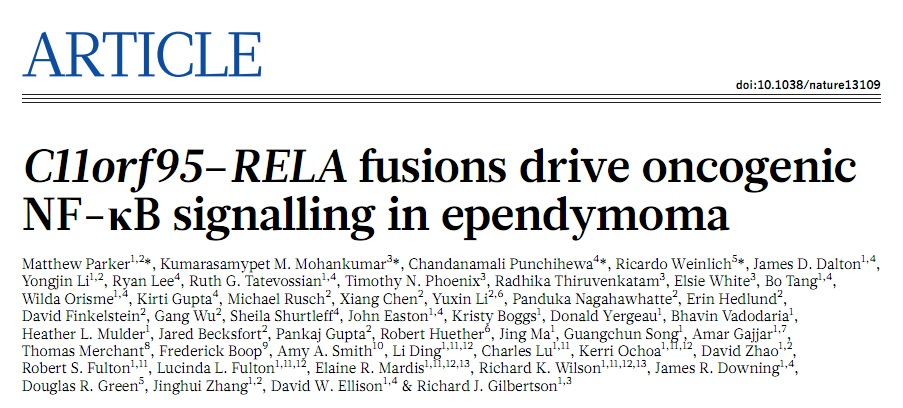 ARTICLE
doi:10.1038/nature13109
C11orf95–RELA fusions drive oncogenic
NF-κB signalling in ependymoma
Matthew Parker1,2*, Kumarasamypet M. Mohankumar3*, Chandanamali Punchihewa4*, Ricardo Weinlich5*, James D. Dalton1,4,
Yongjin Li1,2, Ryan Lee4, Ruth G. Tatevossian1,4, Timothy N. Phoenix3, Radhika Thiruvenkatam3, Elsie White3, Bo Tang1,4,
Wilda Orisme1,4, Kirti Gupta4, Michael Rusch2, Xiang Chen2, Yuxin Li2,6, Panduka Nagahawhatte2, Erin Hedlund2,
David Finkelstein2, Gang Wu2, Sheila Shurtleff4, John Easton1,4, Kristy Boggs1, Donald Yergeau1, Bhavin Vadodaria1,
Heather L. Mulder1, Jared Becksfort2, Pankaj Gupta2, Robert Huether6, Jing Ma1, Guangchun Song1, Amar Gajjar1,7
Thomas Merchant8, Frederick Boop9, Amy A. Smith10, Li Ding1,11,12, Charles Lu1,11, Kerri Ochoa1,11,12, David Zhao1,2,
Robert S. Fulton1,11, Lucinda L. Fulton1,11,12, Elaine R. Mardis1,11,12,13, Richard K. Wilson1,11,12,13, James R. Downing1,4,
Douglas R. Green5, Jinghui Zhang1,2, David W. Ellison1,4 & Richard J. Gilbertson1,3